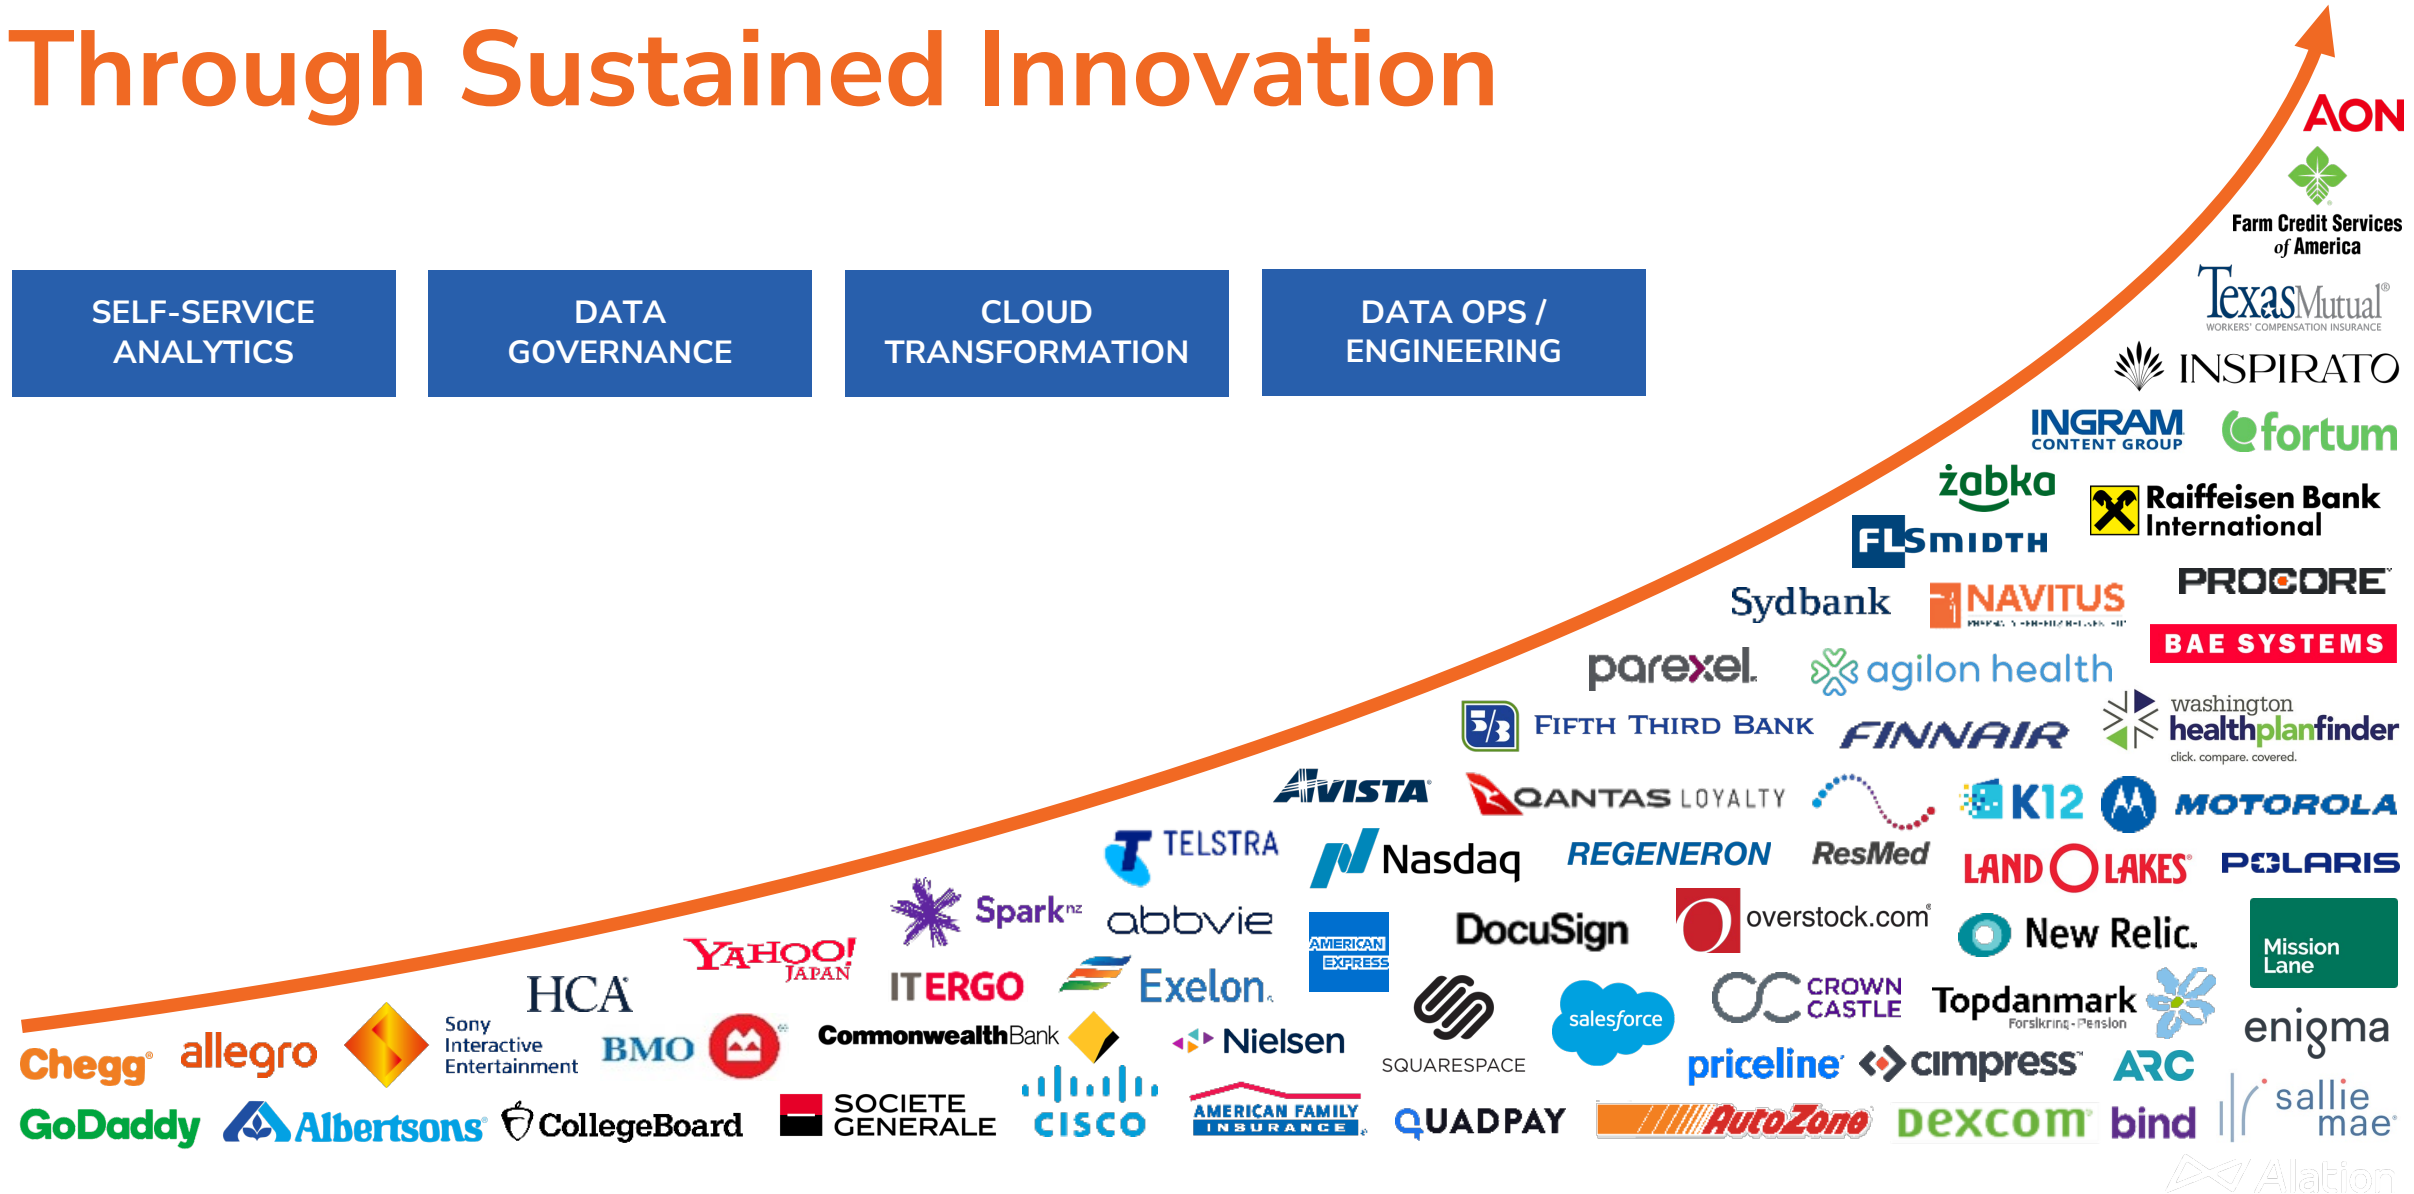 Through Sustained Innovation
SELF-SERVICE
ANALYTICS
DATA
GOVERNANCE
CLOUD
TRANSFORMATION
DATA OPS /
ENGINEERING
AON
Farm Credit Services
of America
TexasMutual®
WORKERS' COMPENSATION INSURANCE
INSPIRATO
INGRAM
CONTENT GROUP
fortum
żabka
Raiffeisen Bank
International
FLSMIDTH
PROCORE
Sydbank
NAVITUS
BAE SYSTEMS
parexel.
agilon health
5/3 FIFTH THIRD BANK
FINNAIR
washington
healthplanfinder
click. compare. covered.
AVISTA
QANTAS LOYALTY
K12
MOTOROLA
TELSTRA
Nasdaq
REGENERON
ResMed
LAND O LAKES
POLARIS
Spark nz
abbvie
AMERICAN
EXPRESS
DocuSign
overstock.com
New Relic.
Mission
Lane
YAHOO!
JAPAN
HCA
ITERGO
Exelon.
SQUARESPACE
salesforce
CROWN
CASTLE
Topdanmark
Forsikring - Pension
enigma
Chegg®
allegro
Sony
Interactive
Entertainment
BMO
CommonwealthBank
Nielsen
priceline
cimpress
ARC
GoDaddy
Albertsons
CollegeBoard
SOCIETE
GENERALE
CISCO
AMERICAN FAMILY
INSURANCE
QUADPAY
AutoZone
DEXCOM
bind
sallie
mae
Alation